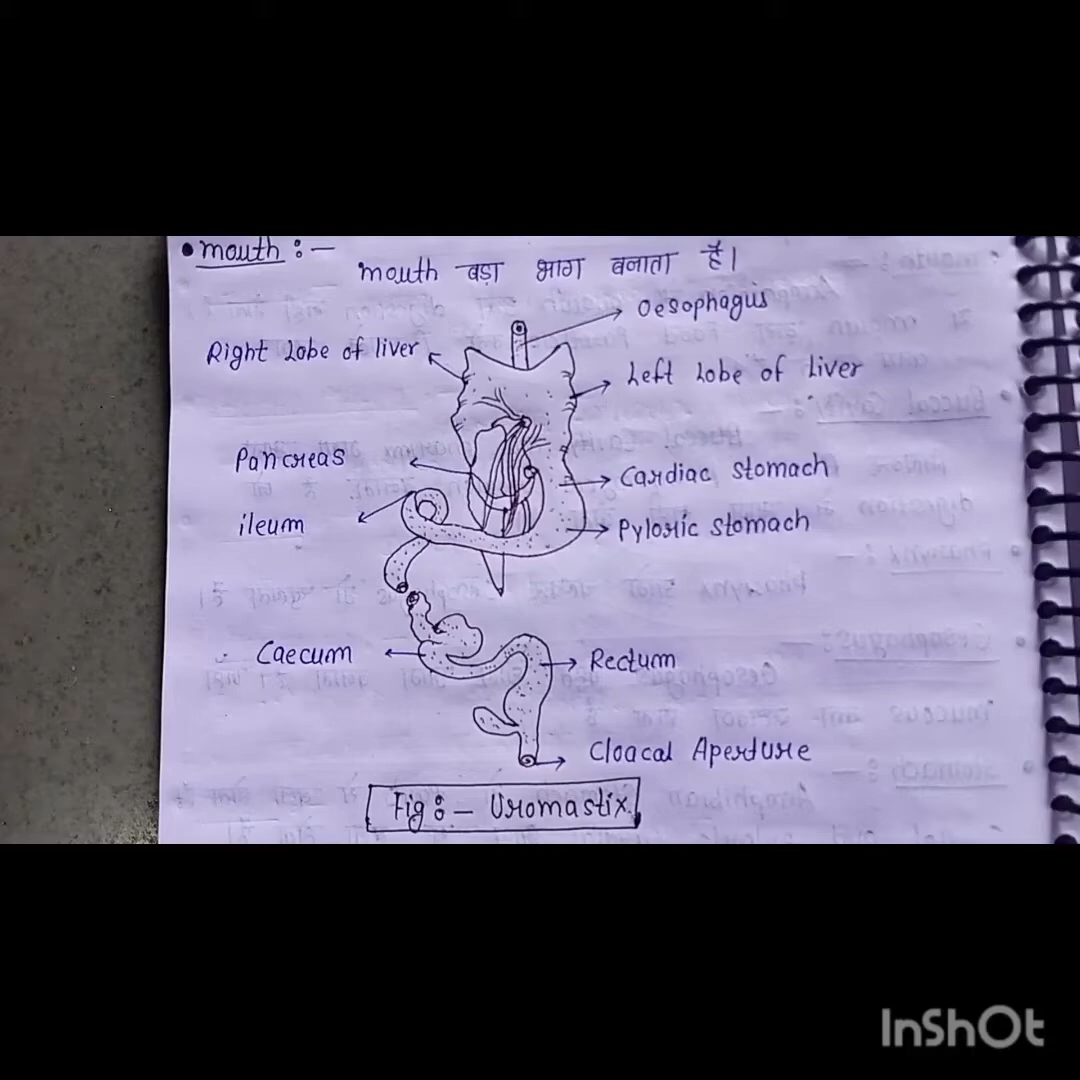 • mouth :-
mouth बड़ा भाग बनाता है।
Oesophagus
Right Lobe of liver
Left Lobe of Liver
Pancreas
Cardiac stomach
ileum
Pyloric stomach
Caecum
Rectum
Cloacal Aperture
Fig :- Uromastix
InShOt